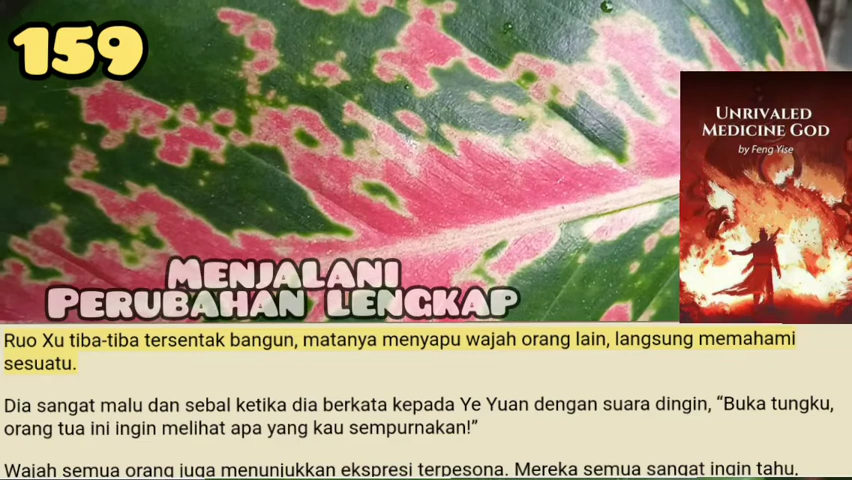 159
UNRIVALED
MEDICINE GOD
by Feng Yise
MENJALANI
PERUBAHAN LENGKAP
Ruo Xu tiba-tiba tersentak bangun, matanya menyapu wajah orang lain, langsung memahami
sesuatu.
Dia sangat malu dan sebal ketika dia berkata kepada Ye Yuan dengan suara dingin, “Buka tungku,
orang tua ini ingin melihat apa yang kau sempurnakan!”
Wajah semua orang juga menunjukkan ekspresi terpesona. Mereka semua sangat ingin tahu.